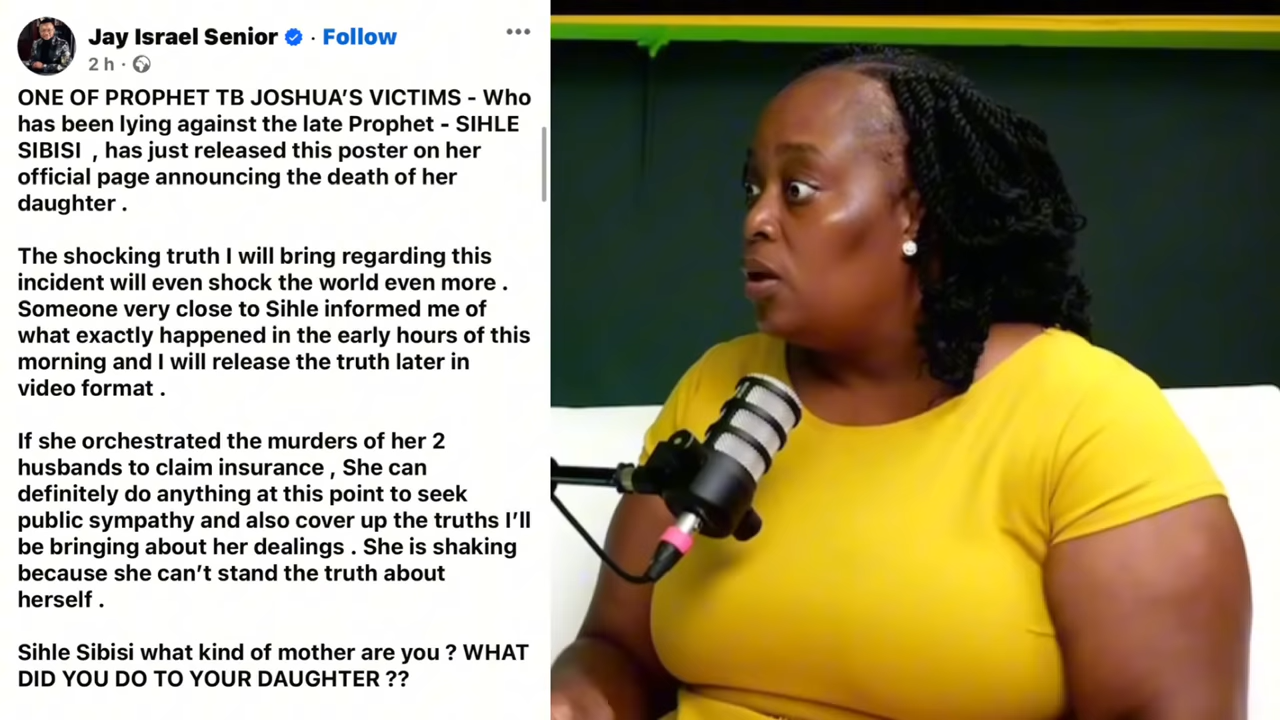 Jay Israel Senior · Follow
2 h ·
ONE OF PROPHET TB JOSHUA'S VICTIMS - Who
has been lying against the late Prophet - SIHLE
SIBISI , has just released this poster on her
official page announcing the death of her
daughter .
The shocking truth I will bring regarding this
incident will even shock the world even more .
Someone very close to Sihle informed me of
what exactly happened in the early hours of this
morning and I will release the truth later in
video format .
If she orchestrated the murders of her 2
husbands to claim insurance , She can
definitely do anything at this point to seek
public sympathy and also cover up the truths I'll
be bringing about her dealings . She is shaking
because she can't stand the truth about
herself .
Sihle Sibisi what kind of mother are you ? WHAT
DID YOU DO TO YOUR DAUGHTER ??